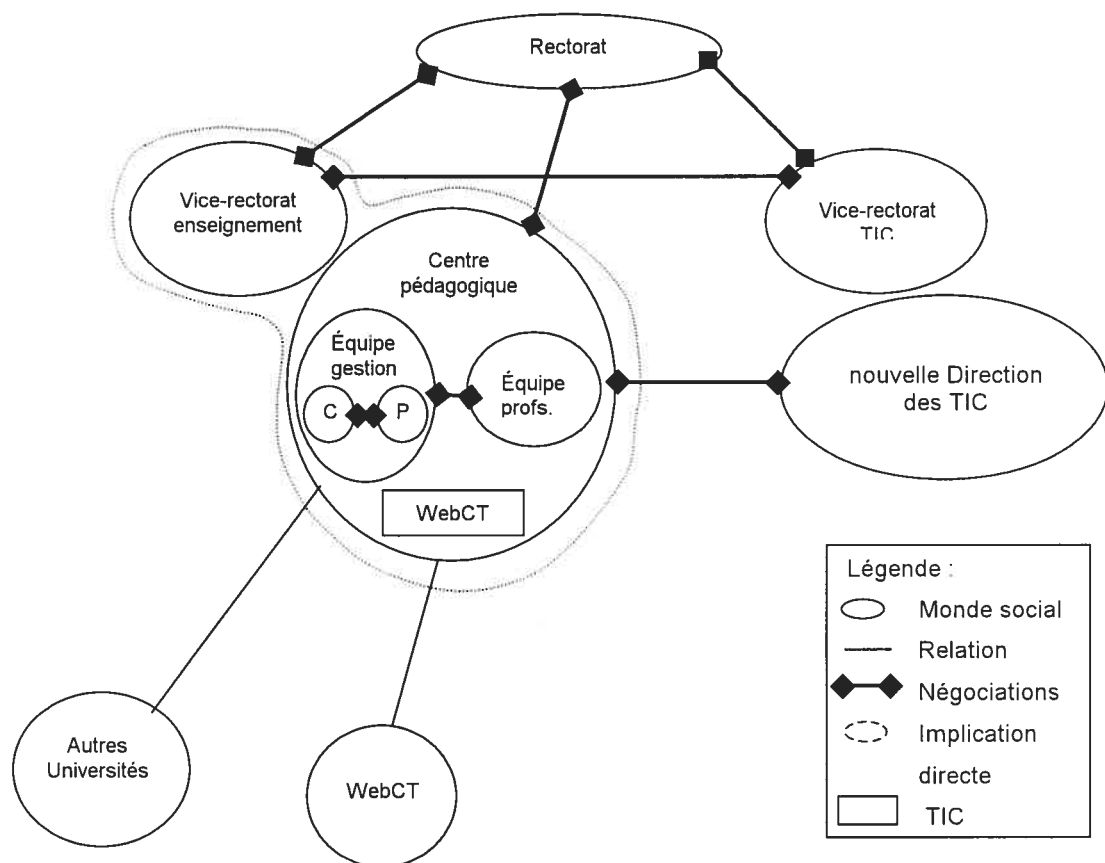 Rectorat
Vice-rectorat
enseignement
Vice-rectorat
TIC
Centre
pédagogique
Équipe
gestion
C
P
Équipe
profs.
nouvelle Direction
des TIC
WebCT
Autres
Universités
WebCT
Légende :
Monde social
Relation
Négociations
Implication
directe
TIC